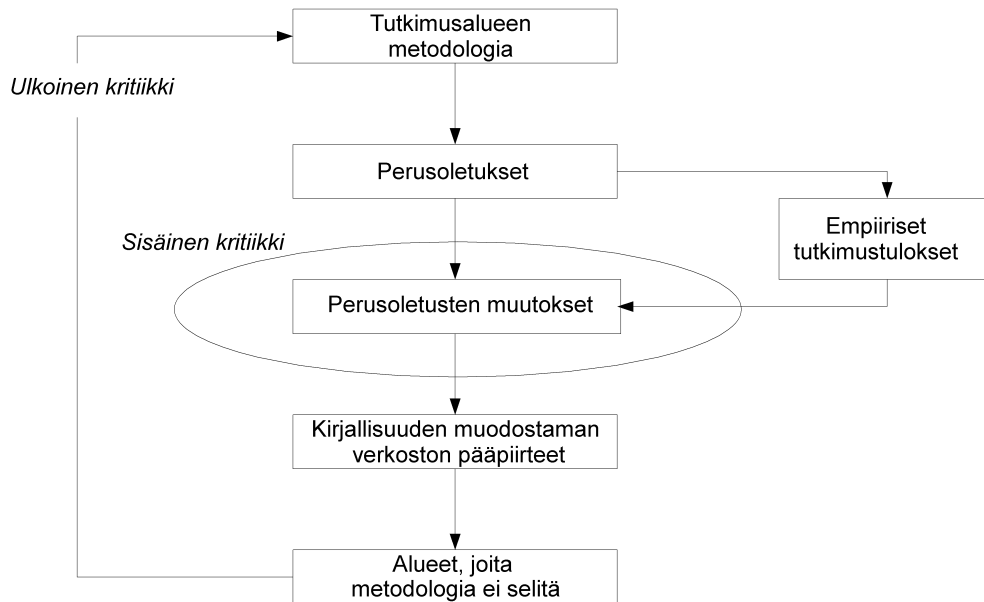 Tutkimusalueen
metodologia
Ulkoinen kritiikki
Perusoletukset
Empiiriset
tutkimustulokset
Sisäinen kritiikki
Perusoletusten muutokset
Kirjallisuuden muodostaman
verkoston pääpiirteet
Alueet, joita
metodologia ei selitä